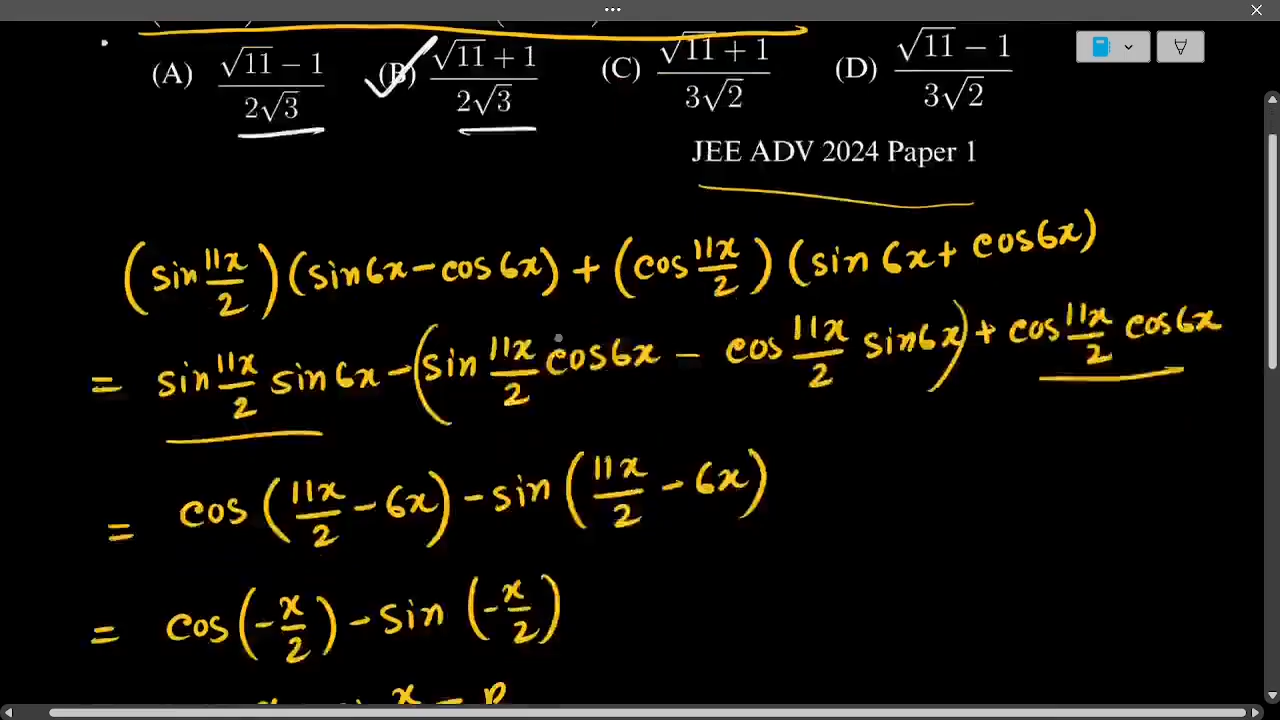 (A) (√11 − 1)/(2√3) (B) (√11 + 1)/(2√3) (C) (√11 + 1)/(3√2) (D) (√11 − 1)/(3√2)
JEE ADV 2024 Paper 1
(sin 11x/2)(sin6x − cos6x) + (cos 11x/2)(sin 6x + cos6x)
= sin 11x/2 sin6x − (sin 11x/2 cos6x − cos 11x/2 sin6x) + cos 11x/2 cos6x
= cos (11x/2 − 6x) − sin (11x/2 − 6x)
= cos (−x/2) − sin (−x/2)